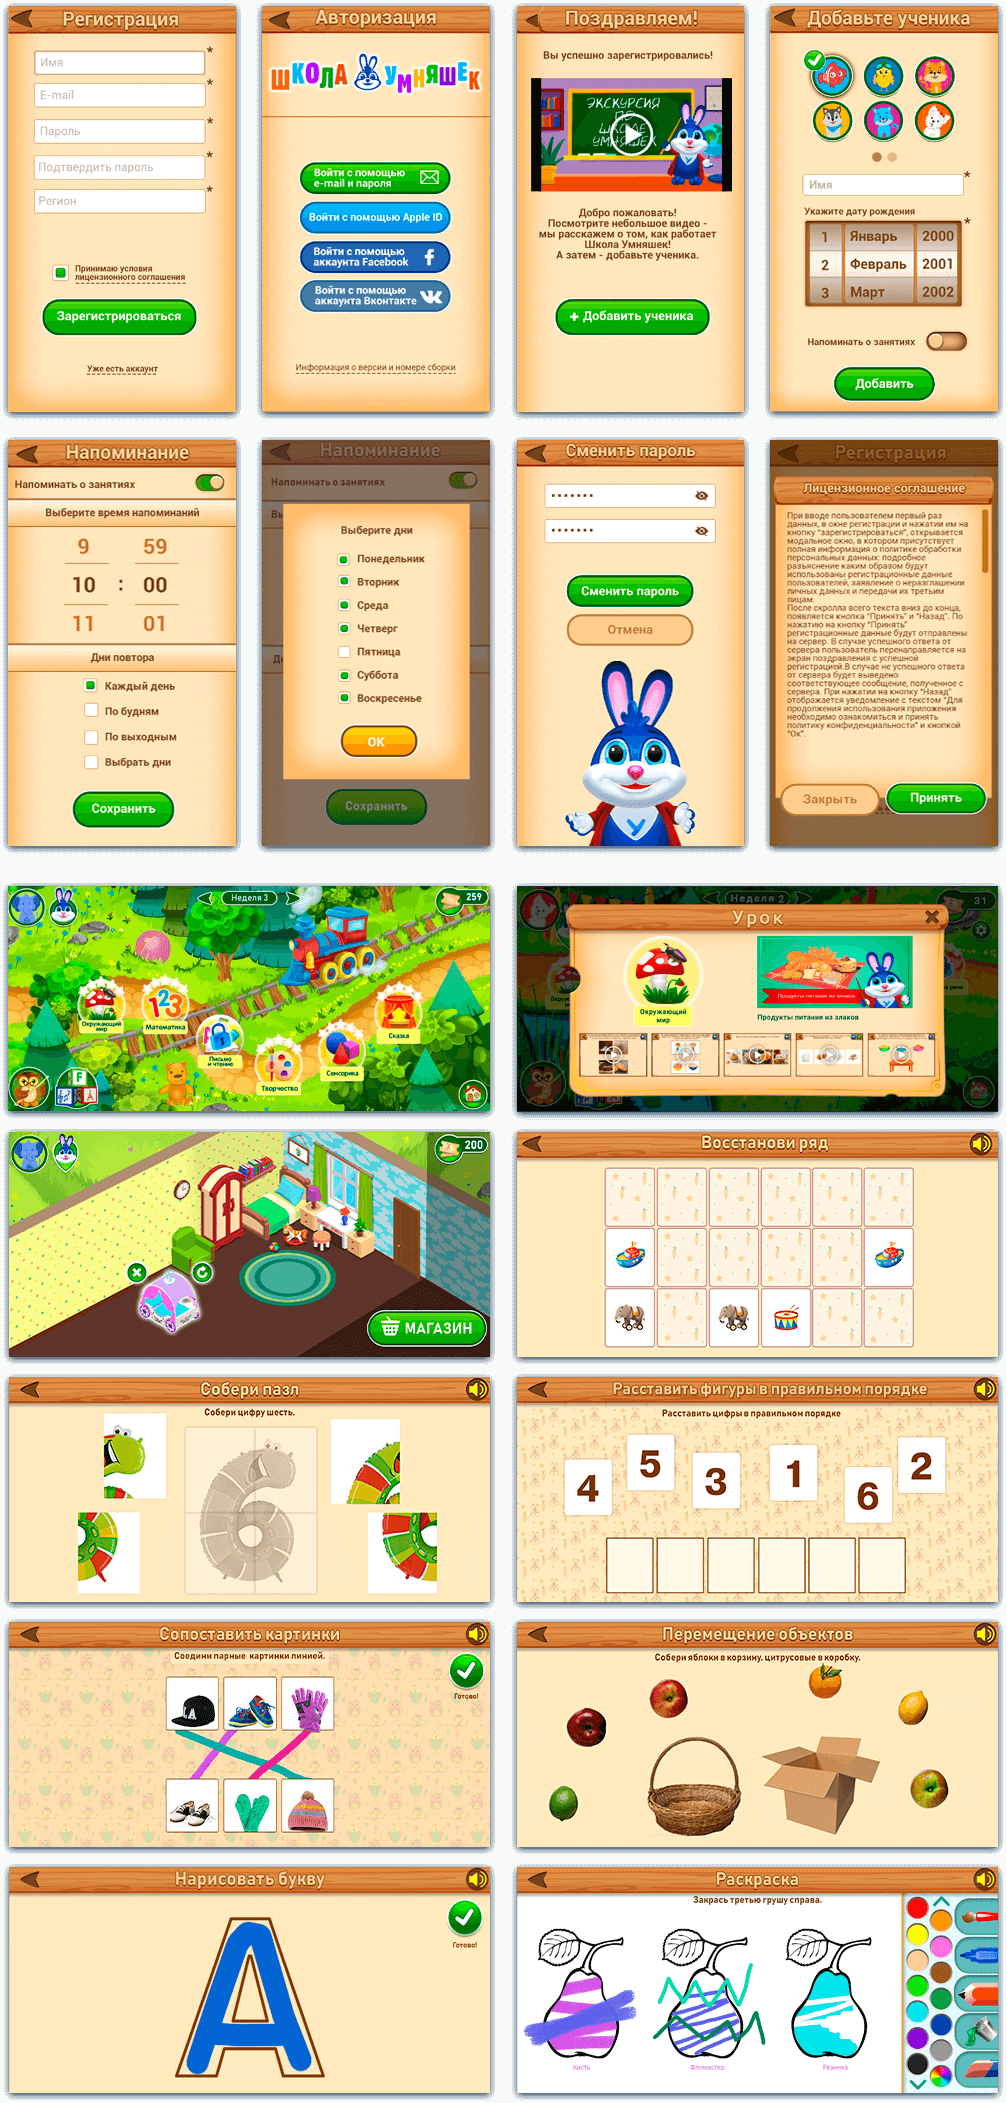 Регистрация
Имя
*
E-mail
*
Пароль
*
Подтвердить пароль
*
Регион
*
Принимаю условия
лицензионного соглашения
Зарегистрироваться
Уже есть аккаунт
Авторизация
ШКОЛА УМНЯШЕК
Войти с помощью
e-mail и пароля
Войти с помощью Apple ID
Войти с помощью
аккаунта Facebook
Войти с помощью
аккаунта Вконтакте
Информация о версии и номере сборки
Поздравляем!
Вы успешно зарегистрировались!
ЭКСКУРСИЯ
ПО
ШКОЛЕ
УМНЯШЕК
Добро пожаловать!
Посмотрите небольшое видео -
мы расскажем о том, как работает
Школа Умняшек!
А затем - добавьте ученика.
+ Добавить ученика
Добавьте ученика
Имя
*
Укажите дату рождения
*
1 Январь 2000
2 Февраль 2001
3 Март 2002
Напоминать о занятиях
Добавить
Напоминание
Напоминать о занятиях
Выберите время напоминаний
9 59
10 : 00
11 01
Дни повтора
Каждый день
По будням
По выходным
Выбрать дни
Сохранить
Напоминание
Напоминать о занятиях
Вы
Выберите дни
Понедельник
Вторник
Среда
Четверг
Пятница
Суббота
Воскресенье
ОК
Сохранить
Сменить пароль
Сменить пароль
Отмена
У
Регистрация
Лицензионное соглашение
При вводе пользователем первый раз
данных, в окне регистрации и нажатии им на
кнопку "зарегистрироваться", открывается
модальное окно, в котором присутствует
полная информация о политике обработки
персональных данных: подробное
разъяснение каким образом будут
использованы регистрационные данные
пользователей, заявление о неразглашении
личных данных и передачи их третьим
лицам.
После скролла всего текста вниз до конца,
появляется кнопка "Принять" и "Назад". По
нажатию на кнопку "Принять"
регистрационные данные будут отправлены
на сервер. В случае успешного ответа от
сервера пользователь перенаправляется на
экран поздравления с успешной
регистрацией.В случае не успешного ответа
от сервера будет выведено
соответствующее сообщение, полученное с
сервера. При нажатии на кнопку "Назад"
отображается уведомление с текстом "Для
продолжения использования приложения
необходимо ознакомиться и принять
политику конфиденциальности" и кнопкой
"Ок".
Закрыть
Принять
Неделя 3
259
Окружающий
мир
123
Математика
Письмо
и чтение
Творчество
Сенсорика
Сказка
F
A
Неделя 2
31
Урок
Окружающий
мир
Продукты питания из злаков
Продукты питания из злаков
200
МАГАЗИН
Восстанови ряд
Собери пазл
Собери цифру шесть.
Расставить фигуры в правильном порядке
Расставить цифры в правильном порядке
4 5 3 1 6 2
Сопоставить картинки
Соедини парные картинки линией.
Готово!
Перемещение объектов
Собери яблоки в корзину, цитрусовые в коробку.
Нарисовать букву
А
Готово!
Раскраска
Закрась третью грушу справа.
Кисть
Фломастер
Резинка